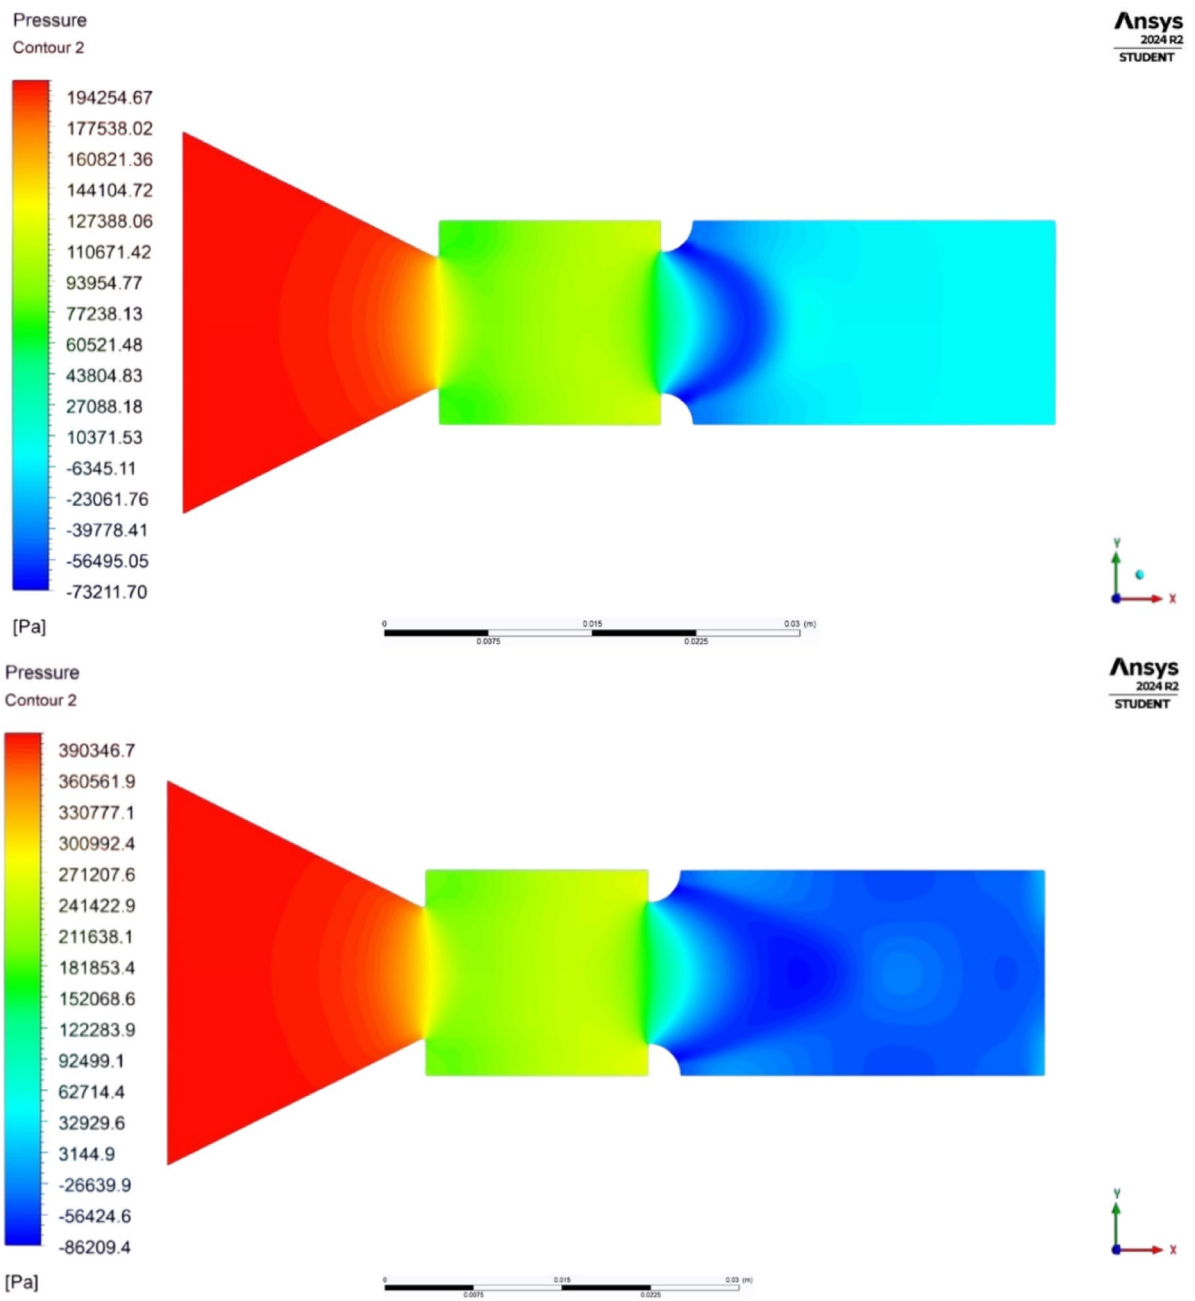 Pressure
Contour 2
Ansys
2024 R2
STUDENT
194254.67
177538.02
160821.36
144104.72
127388.06
110671.42
93954.77
77238.13
60521.48
43804.83
27088.18
10371.53
-6345.11
-23061.76
-39778.41
-56495.05
-73211.70
[Pa]
Y
X
0 0.015 0.03 (m)
0.0075 0.0225
Pressure
Contour 2
Ansys
2024 R2
STUDENT
390346.7
360561.9
330777.1
300992.4
271207.6
241422.9
211638.1
181853.4
152068.6
122283.9
92499.1
62714.4
32929.6
3144.9
-26639.9
-56424.6
-86209.4
[Pa]
Y
X
0 0.015 0.03 (m)
0.0075 0.0225